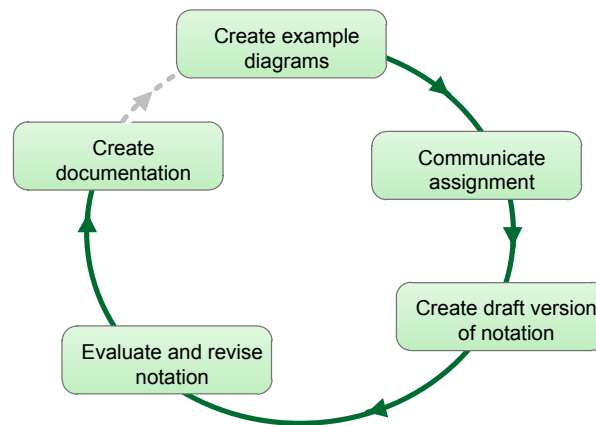 Create example
diagrams
Communicate
assignment
Create draft version
of notation
Evaluate and revise
notation
Create
documentation